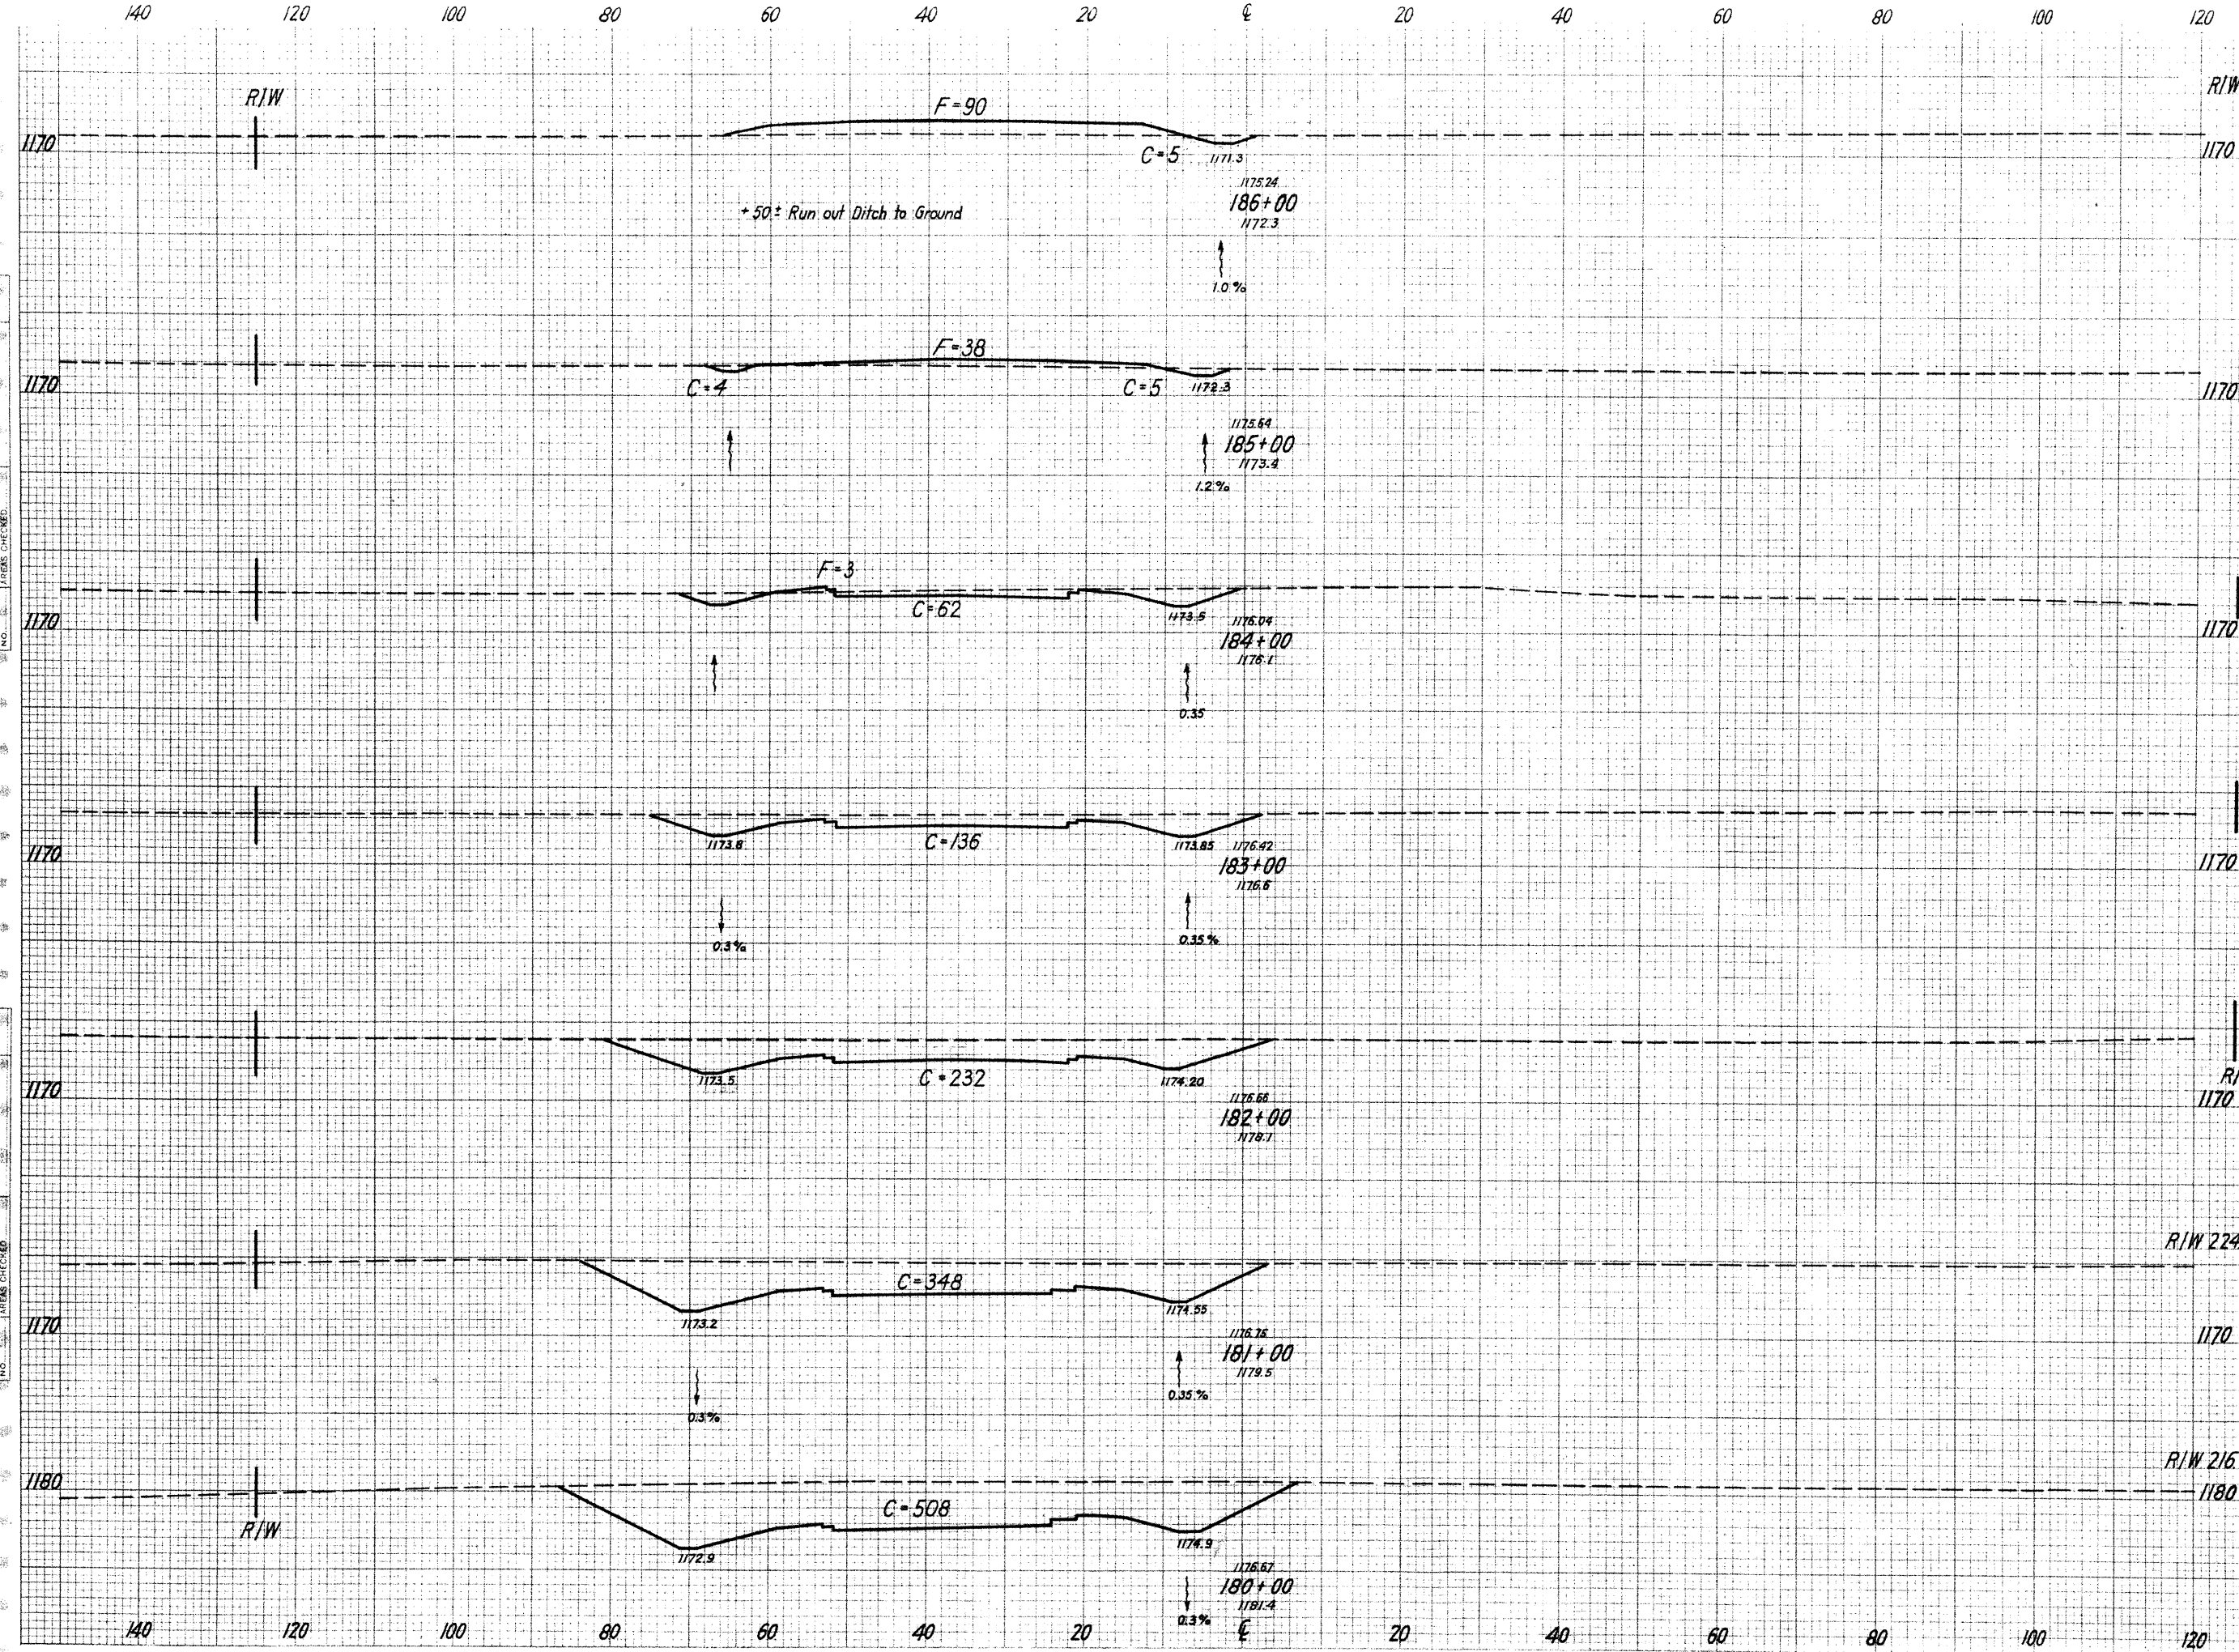 140 120 100 80 60 40 20 ℄ 20 40 60 80 100 120
R/W R/W
F=90
1170 C=5 1171.3 1170
1175.24
+50± Run out Ditch to Ground 186+00
1172.3
1.0%
F=38
1170 C=4 C=5 1172.3 1170
1175.64
185+00
1173.4
1.2%
AREAS CHECKED
F=3
1170 C=62 1173.5 1176.04 1170
NO. 184+00
1176.1
0.35
1170 1173.8 C=136 1173.85 1176.42 1170
183+00
1176.6
0.3% 0.35%
1170 1173.5 C=232 1174.20 R/ 1170
1176.66
182+00
1178.1
R/W 224
AREAS CHECKED
C=348
1174.55
1170 1173.2 1170
1176.75
NO. 181+00
1179.5
0.3% 0.35%
R/W 216
1180 1180
C=508
R/W
1172.9 1174.9
1176.67
180+00
1181.4
0.3%
140 120 100 80 60 40 20 ℄ 20 40 60 80 100 120